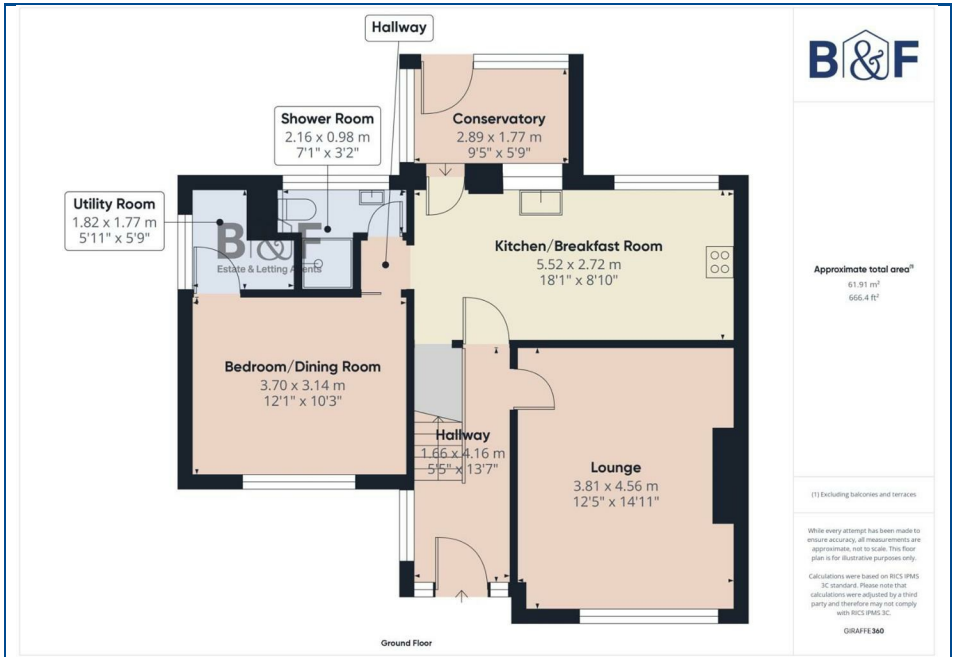 Hallway
B&F
Shower Room
2.16 x 0.98 m
7'1" x 3'2"
Conservatory
2.89 x 1.77 m
9'5" x 5'9"
Utility Room
1.82 x 1.77 m
5'11" x 5'9"
B&F
Estate & Letting Agents
Kitchen/Breakfast Room
5.52 x 2.72 m
18'1" x 8'10"
Approximate total area⁽¹⁾
61.91 m²
666.4 ft²
Bedroom/Dining Room
3.70 x 3.14 m
12'1" x 10'3"
Hallway
1.66 x 4.16 m
5'5" x 13'7"
Lounge
3.81 x 4.56 m
12'5" x 14'11"
(1) Excluding balconies and terraces
While every attempt has been made to
ensure accuracy, all measurements are
approximate, not to scale. This floor
plan is for illustrative purposes only.
Calculations were based on RICS IPMS
3C standard. Please note that
calculations were adjusted by a third
party and therefore may not comply
with RICS IPMS 3C.
GIRAFFE360
Ground Floor